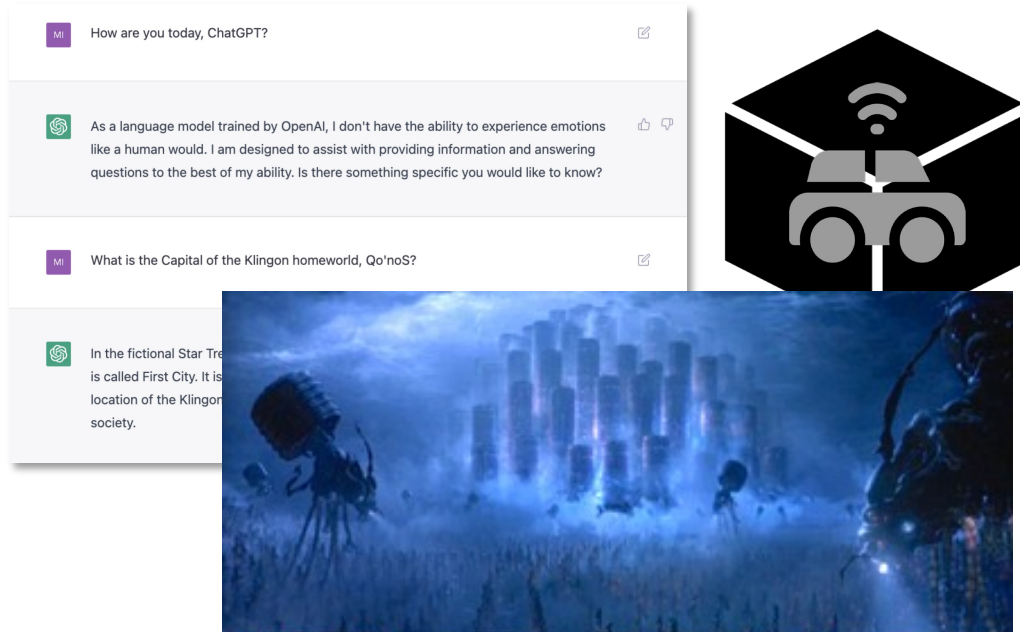 MI
How are you today, ChatGPT?
As a language model trained by OpenAI, I don't have the ability to experience emotions
like a human would. I am designed to assist with providing information and answering
questions to the best of my ability. Is there something specific you would like to know?
MI
What is the Capital of the Klingon homeworld, Qo'noS?
In the fictional Star Tre
is called First City. It is
location of the Klingon
society.